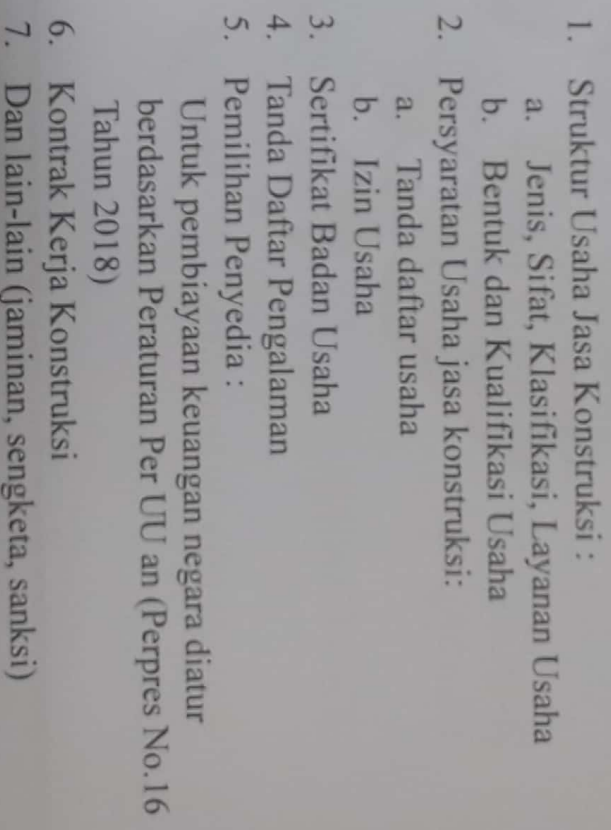 1. Struktur Usaha Jasa Konstruksi :
a. Jenis, Sifat, Klasifikasi, Layanan Usaha
b. Bentuk dan Kualifikasi Usaha
2. Persyaratan Usaha jasa konstruksi:
a. Tanda daftar usaha
b. Izin Usaha
3. Sertifikat Badan Usaha
4. Tanda Daftar Pengalaman
5. Pemilihan Penyedia :
Untuk pembiayaan keuangan negara diatur
berdasarkan Peraturan Per UU an (Perpres No.16
Tahun 2018)
6. Kontrak Kerja Konstruksi
7. Dan lain-lain (jaminan, sengketa, sanksi)